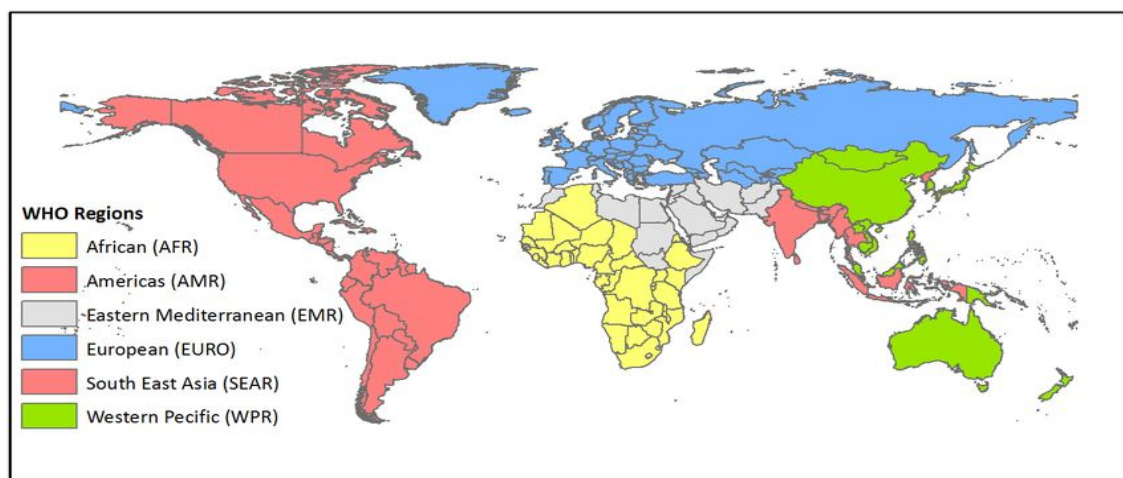 WHO Regions
African (AFR)
Americas (AMR)
Eastern Mediterranean (EMR)
European (EURO)
South East Asia (SEAR)
Western Pecific (WPR)